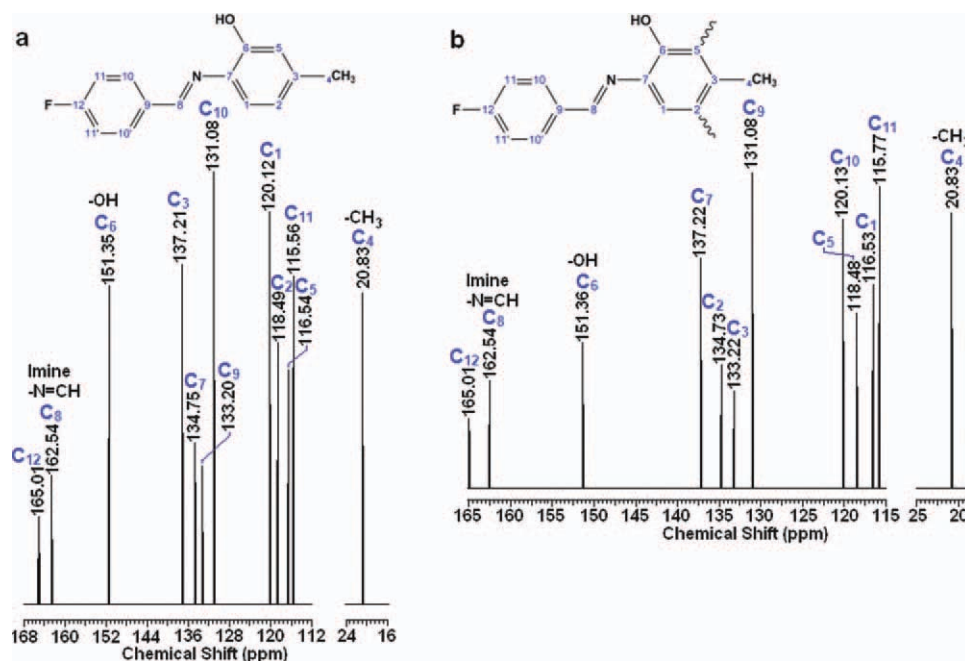 a
HO
6
5
7
3
4
CH3
1
2
N
8
9
10
10'
11
11'
12
F
C12
165.01
Imine
-N=CH
C8
162.54
-OH
C6
151.35
C3
137.21
C7
134.75
C9
133.20
C10
131.08
C1
120.12
C2
118.49
C5
116.54
C11
115.56
-CH3
C4
20.83
168 160 152 144 136 128 120 112 24 16
Chemical Shift (ppm)
b
HO
6
5
7
3
4
CH3
1
2
N
8
9
10
10'
11
11'
12
F
C12
165.01
Imine
-N=CH
C8
162.54
-OH
C6
151.36
C7
137.22
C2
134.73
C3
133.22
C9
131.08
C10
120.13
C5
118.48
C1
116.53
C11
115.77
-CH3
C4
20.83
165 160 155 150 145 140 135 130 125 120 115 25 20
Chemical Shift (ppm)